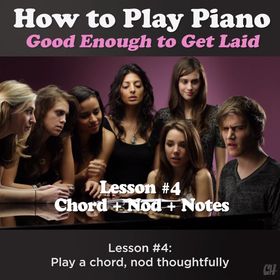 How to Play Piano
Good Enough to Get Laid
Lesson #4
Chord + Nod + Notes
Lesson #4:
Play a chord, nod thoughtfully
CH